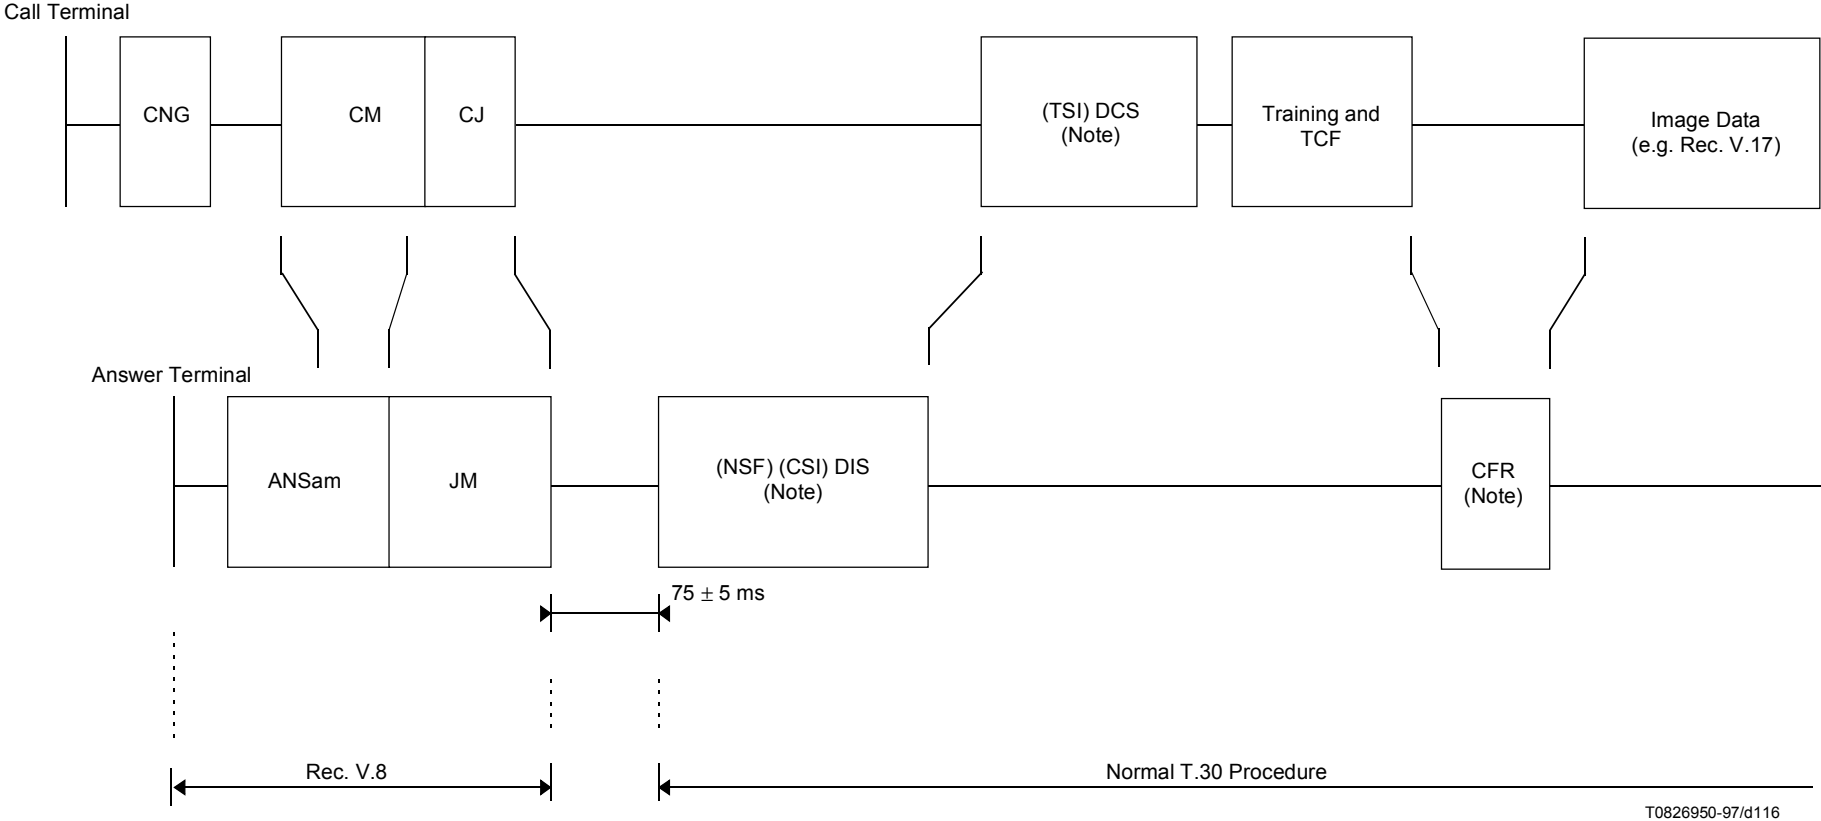 Call Terminal
CNG
CM
CJ
(TSI) DCS
(Note)
Training and
TCF
Image Data
(e.g. Rec. V.17)
Answer Terminal
ANSam
JM
(NSF) (CSI) DIS
(Note)
CFR
(Note)
75 ± 5 ms
Rec. V.8
Normal T.30 Procedure
T0826950-97/d116